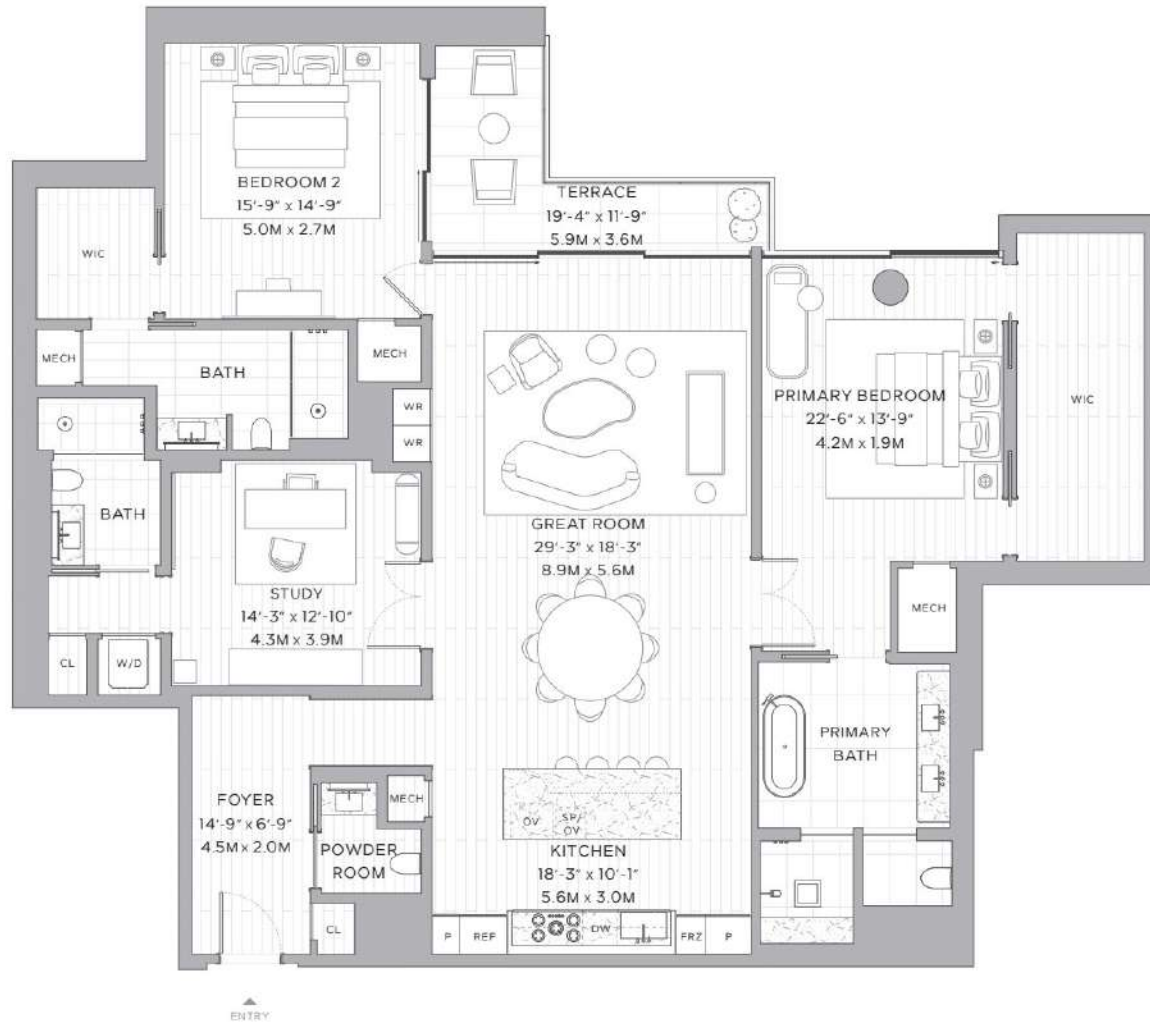 BEDROOM 2
15'-9" x 14'-9"
5.0M x 2.7M
TERRACE
19'-4" x 11'-9"
5.9M x 3.6M
WIC
MECH
BATH
MECH
WR
WR
PRIMARY BEDROOM
22'-6" x 13'-9"
4.2M x 1.9M
WIC
BATH
GREAT ROOM
29'-3" x 18'-3"
8.9M x 5.6M
STUDY
14'-3" x 12'-10"
4.3M x 3.9M
MECH
CL
W/D
PRIMARY
BATH
FOYER
14'-9" x 6'-9"
4.5M x 2.0M
MECH
POWDER
ROOM
OV
SP/
OV
KITCHEN
18'-3" x 10'-1"
5.6M x 3.0M
CL
P
REF
DW
FRZ
P
ENTRY